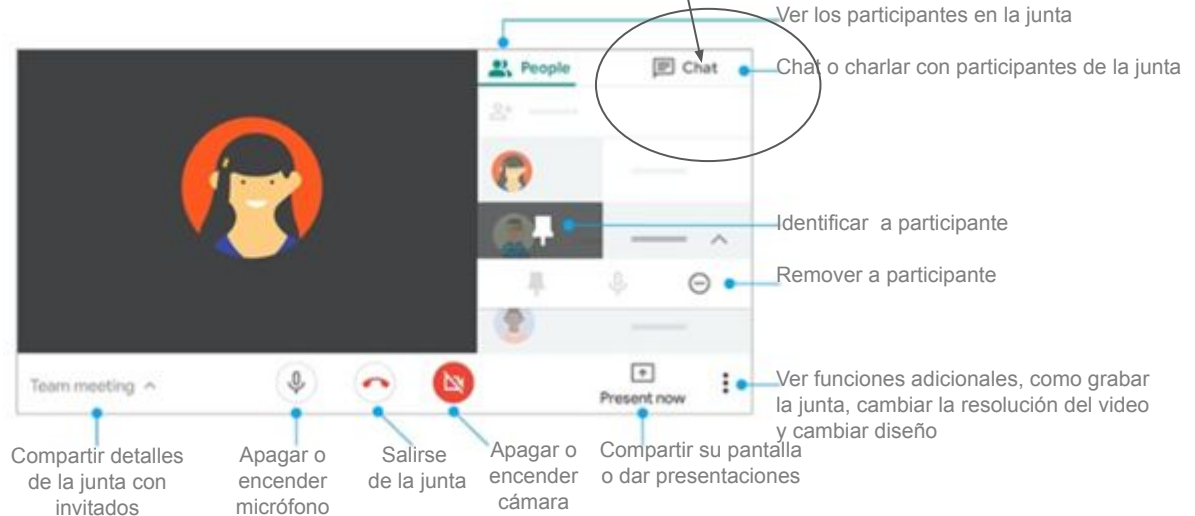 Ver los participantes en la junta
People
Chat
Chat o charlar con participantes de la junta
Identificar a participante
Remover a participante
Team meeting
Present now
Ver funciones adicionales, como grabar
la junta, cambiar la resolución del video
y cambiar diseño
Compartir detalles
de la junta con
invitados
Apagar o
encender
micrófono
Salirse
de la junta
Apagar o
encender
cámara
Compartir su pantalla
o dar presentaciones